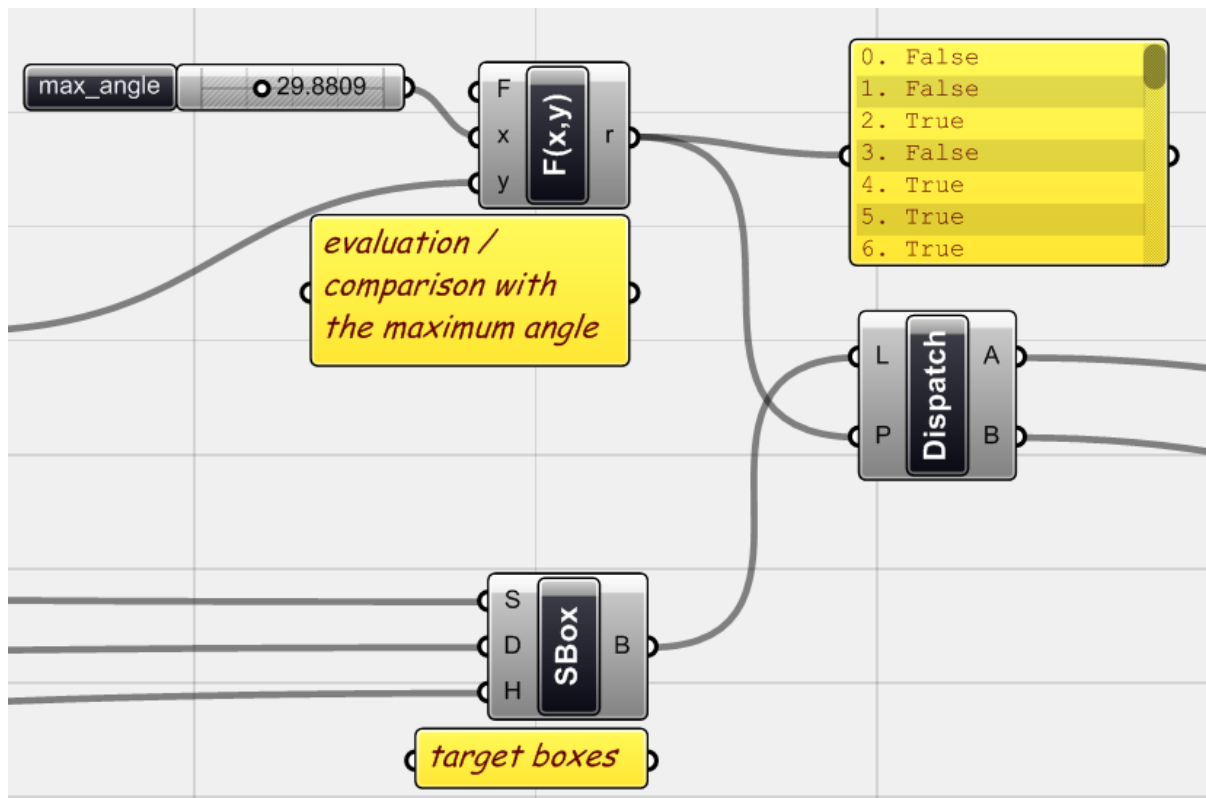 max_angle
29.8809
F
x
y
F(x,y)
r
0. False
1. False
2. True
3. False
4. True
5. True
6. True
evaluation /
comparison with
the maximum angle
L
P
Dispatch
A
B
S
D
H
SBox
B
target boxes